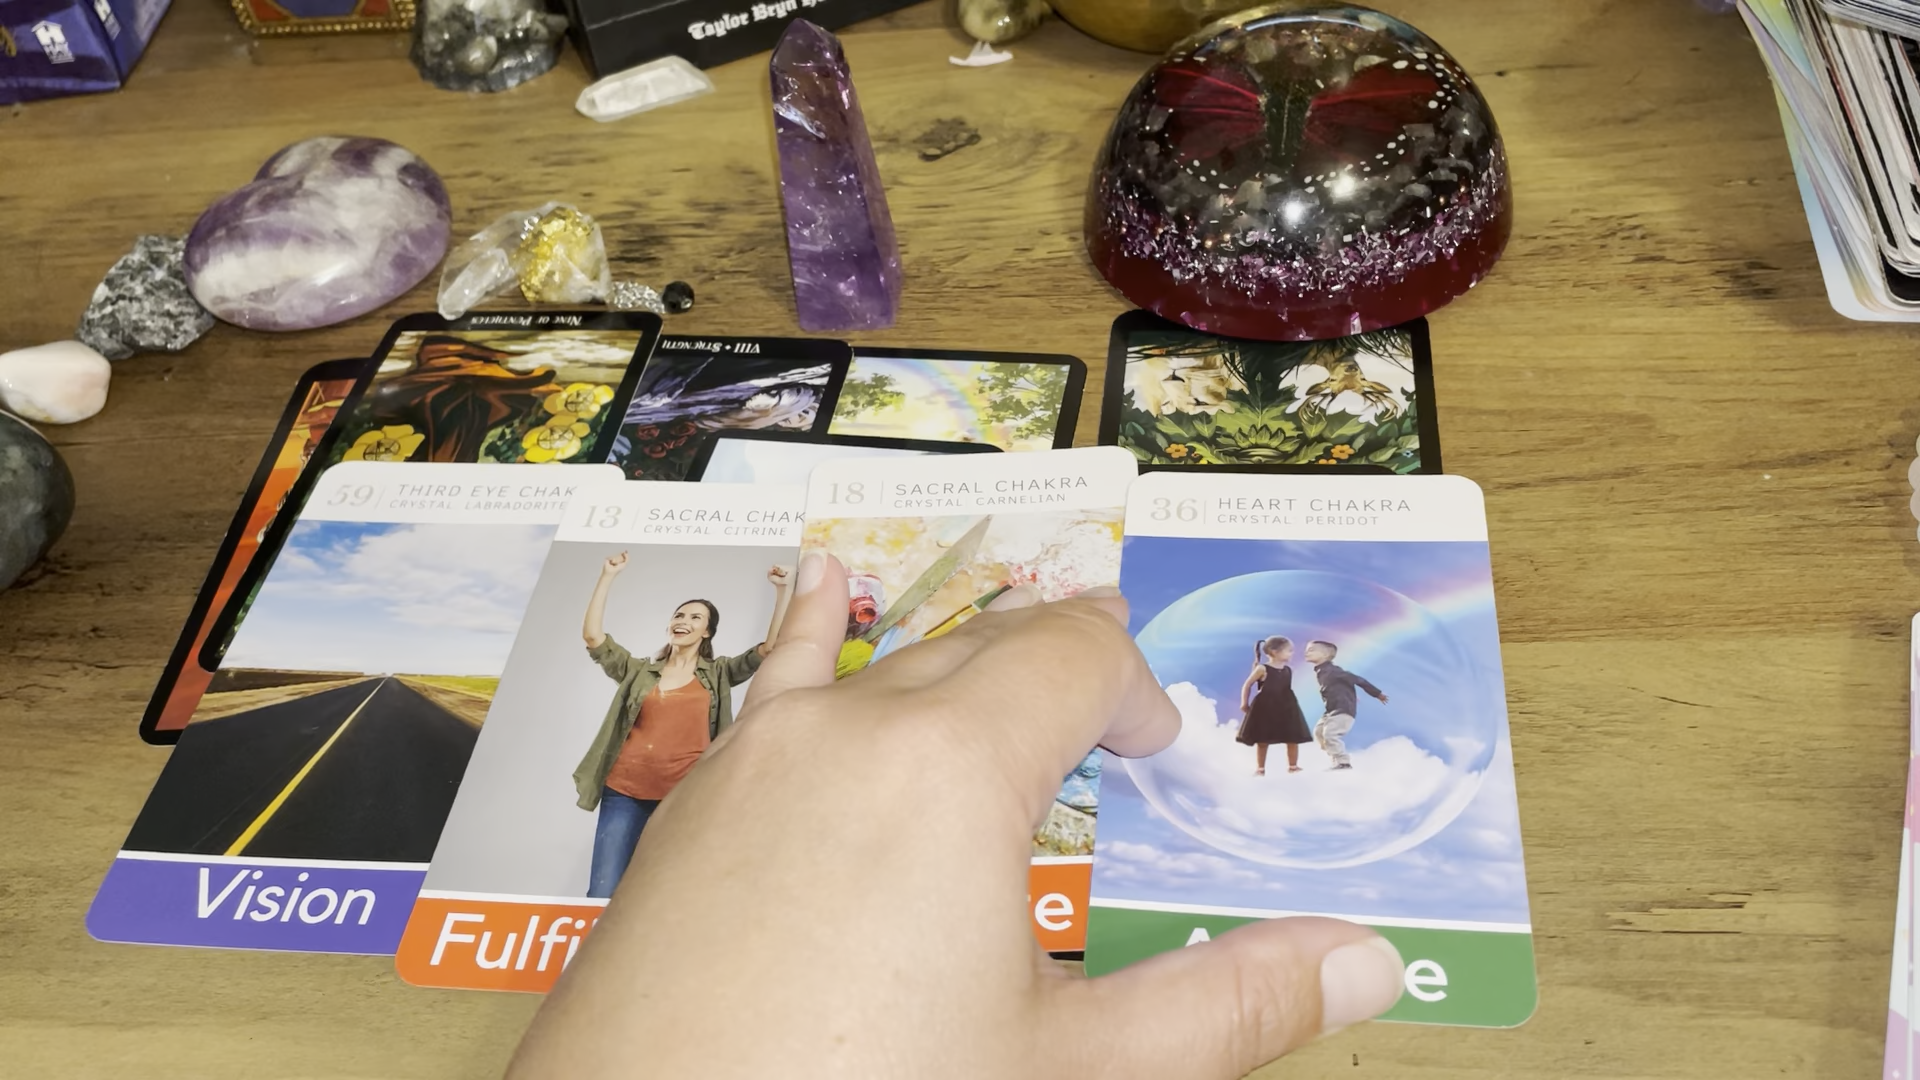 HAY
Taylor Bryn H
NINE OF PENTACLES
VIII • STRENGTH
59 | THIRD EYE CHAK
CRYSTAL: LABRADORITE
Vision
13 | SACRAL CHAK
CRYSTAL: CITRINE
Fulfi
18 | SACRAL CHAKRA
CRYSTAL: CARNELIAN
e
36 | HEART CHAKRA
CRYSTAL: PERIDOT
A e